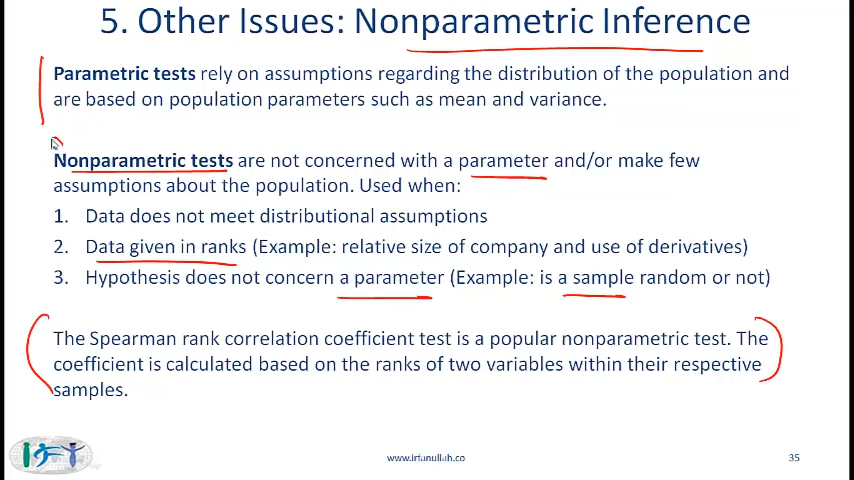 5. Other Issues: Nonparametric Inference
Parametric tests rely on assumptions regarding the distribution of the population and
are based on population parameters such as mean and variance.
Nonparametric tests are not concerned with a parameter and/or make few
assumptions about the population. Used when:
1. Data does not meet distributional assumptions
2. Data given in ranks (Example: relative size of company and use of derivatives)
3. Hypothesis does not concern a parameter (Example: is a sample random or not)
The Spearman rank correlation coefficient test is a popular nonparametric test. The
coefficient is calculated based on the ranks of two variables within their respective
samples.
www.irfanullah.co
35